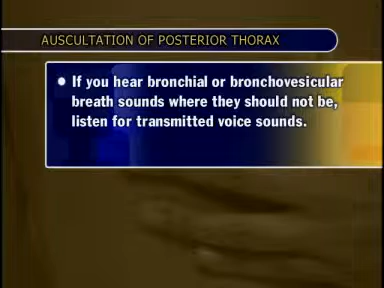 AUSCULTATION OF POSTERIOR THORAX
• If you hear bronchial or bronchovesicular
breath sounds where they should not be,
listen for transmitted voice sounds.